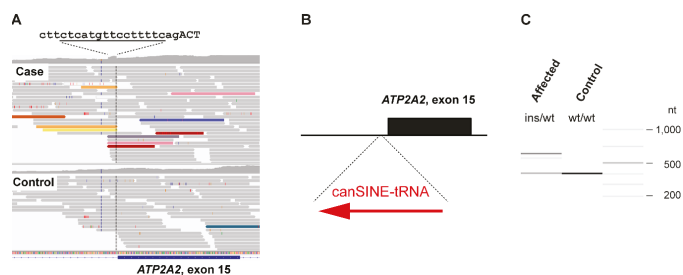 A
cttctcatgttccttttcagACT
Case
Control
ATP2A2, exon 15
B
ATP2A2, exon 15
canSINE-tRNA
C
Affected
Control
ins/wt
wt/wt
nt
1,000
500
200